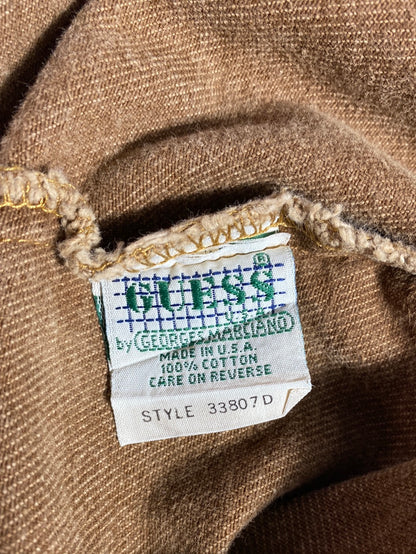 GUESS®
U.S.A.
by GEORGES MARCIANO
MADE IN U.S.A.
100% COTTON
CARE ON REVERSE
STYLE 33807D